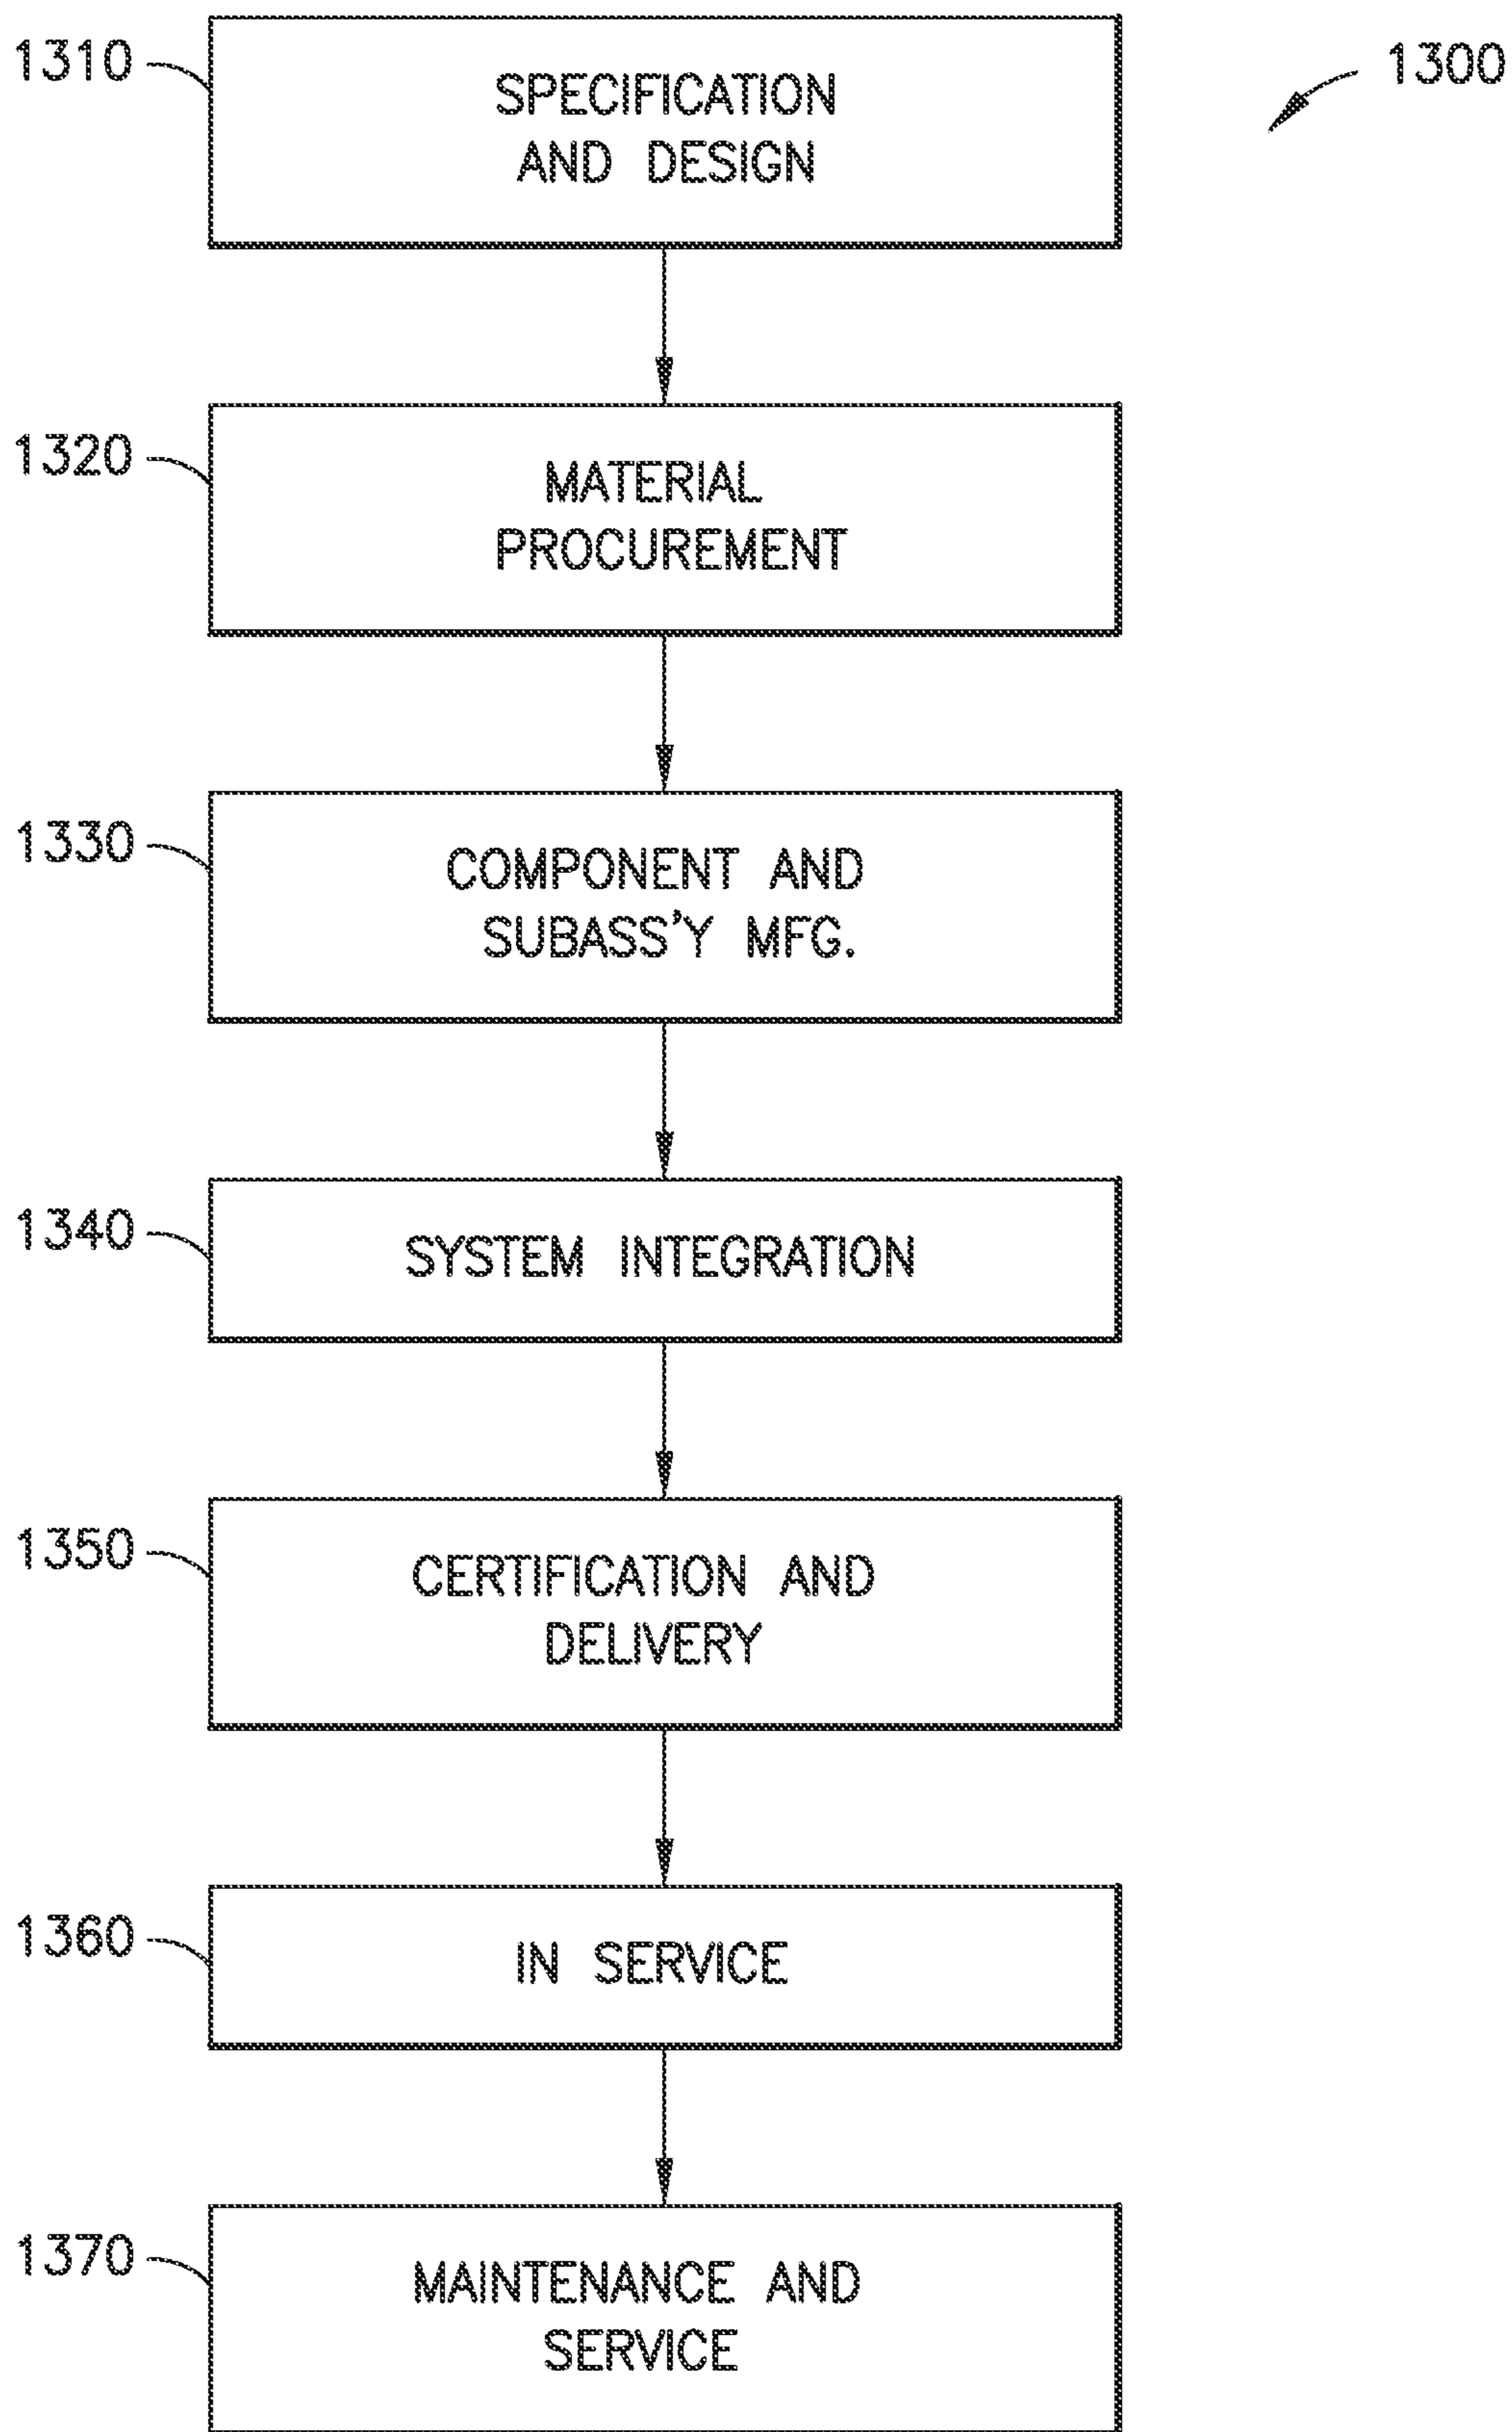 1310
SPECIFICATION
AND DESIGN
1300
1320
MATERIAL
PROCUREMENT
1330
COMPONENT AND
SUBASS'Y MFG.
1340
SYSTEM INTEGRATION
1350
CERTIFICATION AND
DELIVERY
1360
IN SERVICE
1370
MAINTENANCE AND
SERVICE